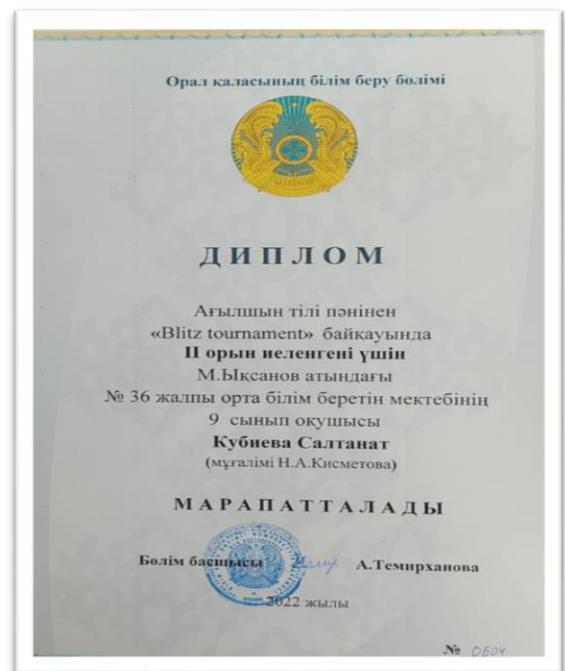 Орал қаласының білім беру бөлімі
ДИПЛОМ
Ағылшын тілі пәнінен
«Blitz tournament» байқауында
II орын иеленгені үшін
М.Ықсанов атындағы
№ 36 жалпы орта білім беретін мектебінің
9 сынып оқушысы
Кубиева Салтанат
(мұғалімі Н.А.Кисметова)
МАРАПАТТАЛАДЫ
Бөлім басшысы А.Темирханова
2022 жылы
№ 0504